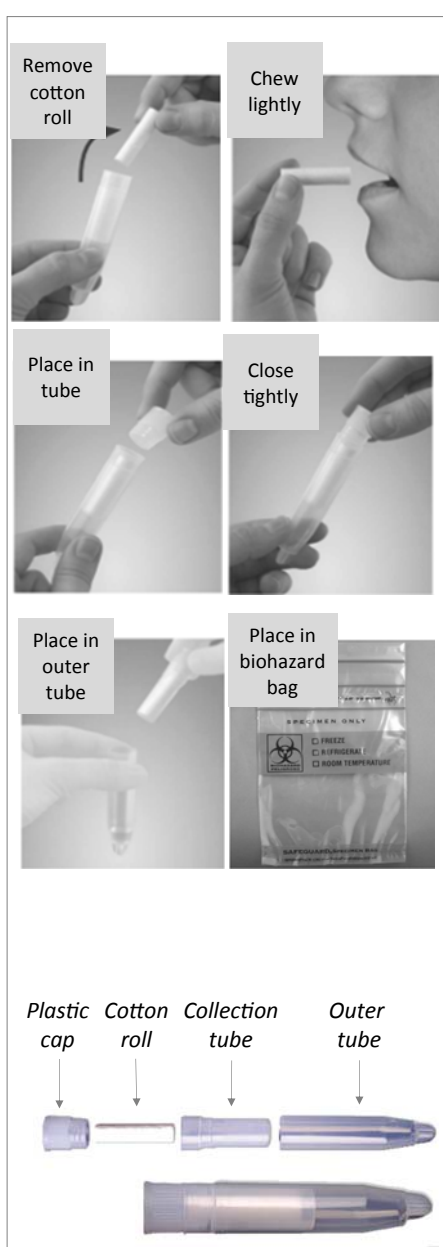 Remove
cotton
roll
Chew
lightly
Place in
tube
Close
tightly
Place in
outer
tube
Place in
biohazard
bag
SPECIMEN ONLY
FREEZE
REFRIGERATE
ROOM TEMPERATURE
Plastic
cap
Cotton
roll
Collection
tube
Outer
tube